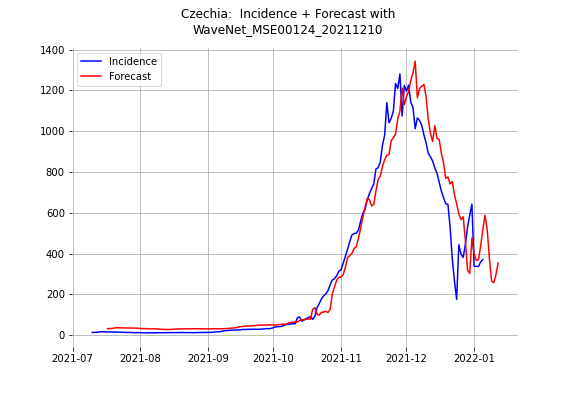 Czechia:  Incidence + Forecast with
WaveNet_MSE00124_20211210
1400
1200
1000
800
600
400
200
0
Incidence
Forecast
2021-07 2021-08 2021-09 2021-10 2021-11 2021-12 2022-01